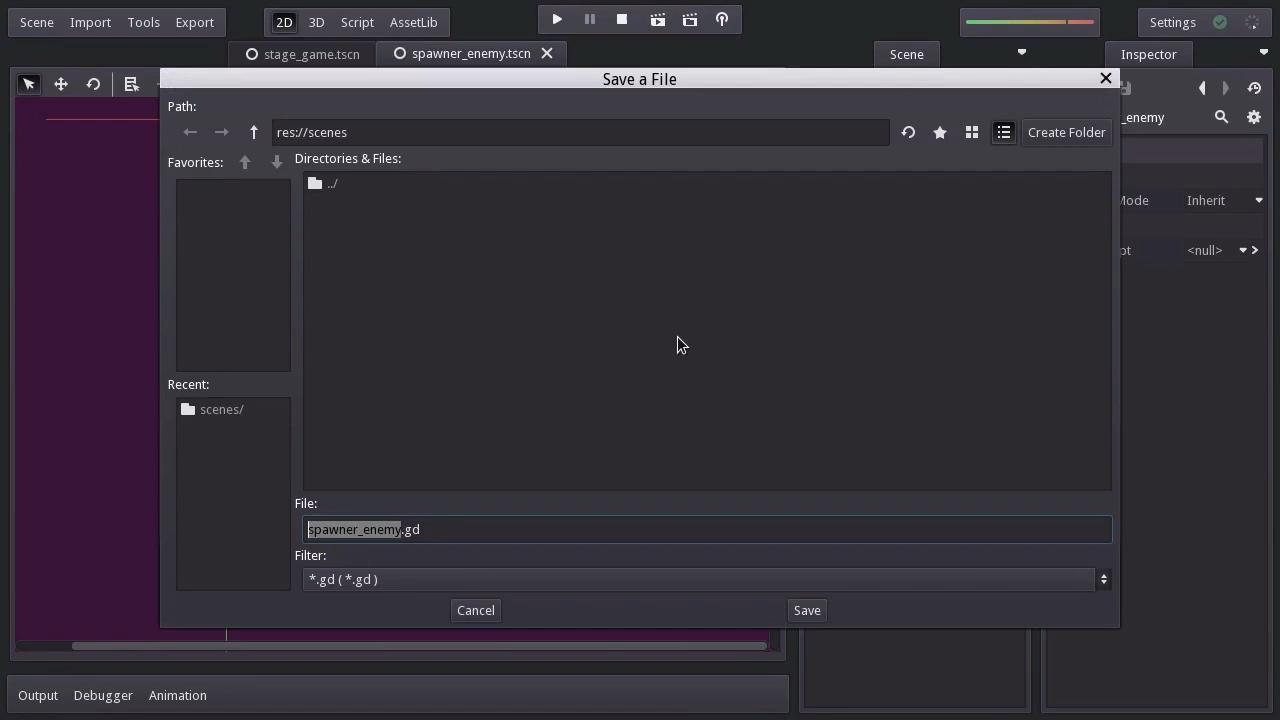 Scene Import Tools Export 2D 3D Script AssetLib Settings
stage_game.tscn spawner_enemy.tscn Scene Inspector
Save a File
Path:
res://scenes Create Folder
_enemy
Favorites: Directories & Files:
../
Mode Inherit
pt <null>
Recent:
scenes/
File:
spawner_enemy.gd
Filter:
*.gd ( *.gd )
Cancel Save
Output Debugger Animation